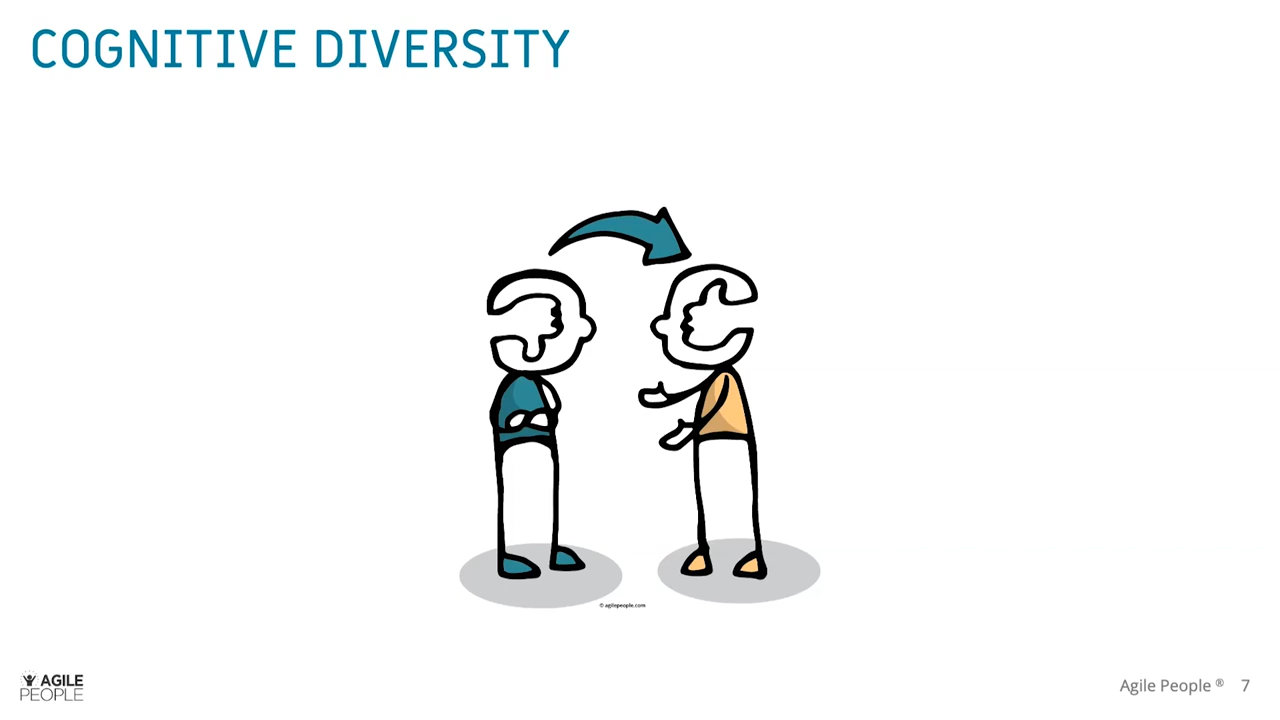 COGNITIVE DIVERSITY
© agilepeople.com
AGILE
PEOPLE
Agile People ® 7